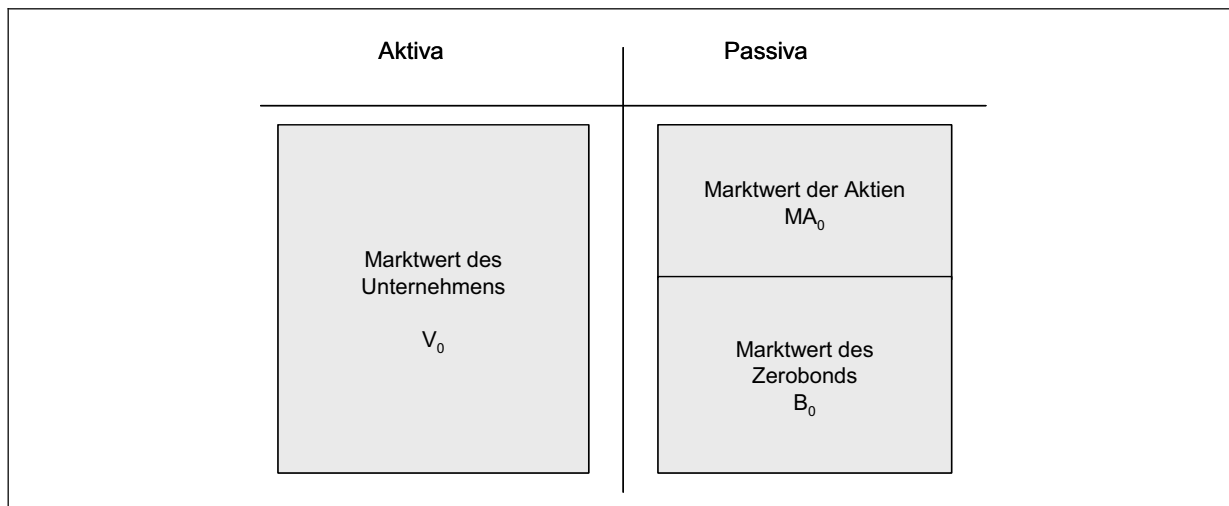 Aktiva
Passiva
Marktwert des
Unternehmens
V₀
Marktwert der Aktien
MA₀
Marktwert des
Zerobonds
B₀